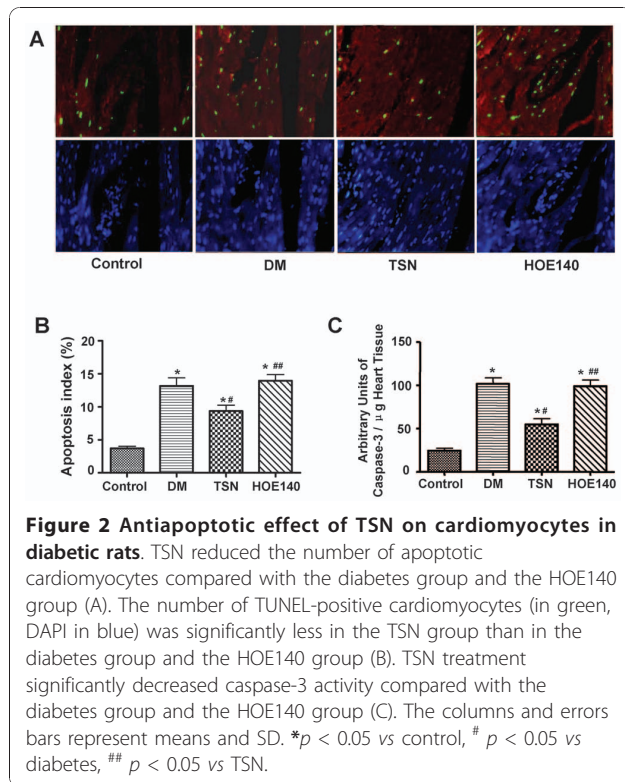 A
Control DM TSN HOE140
B
Apoptosis index (%)
20
15
10
5
0
*
*#
* ##
Control DM TSN HOE140
C
Arbitrary Units of
Caspase-3 / μg Heart Tissue
150
100
50
0
*
*#
* ##
Control DM TSN HOE140
Figure 2 Antiapoptotic effect of TSN on cardiomyocytes in
diabetic rats. TSN reduced the number of apoptotic
cardiomyocytes compared with the diabetes group and the HOE140
group (A). The number of TUNEL-positive cardiomyocytes (in green,
DAPI in blue) was significantly less in the TSN group than in the
diabetes group and the HOE140 group (B). TSN treatment
significantly decreased caspase-3 activity compared with the
diabetes group and the HOE140 group (C). The columns and errors
bars represent means and SD. *p < 0.05 vs control, # p < 0.05 vs
diabetes, ## p < 0.05 vs TSN.